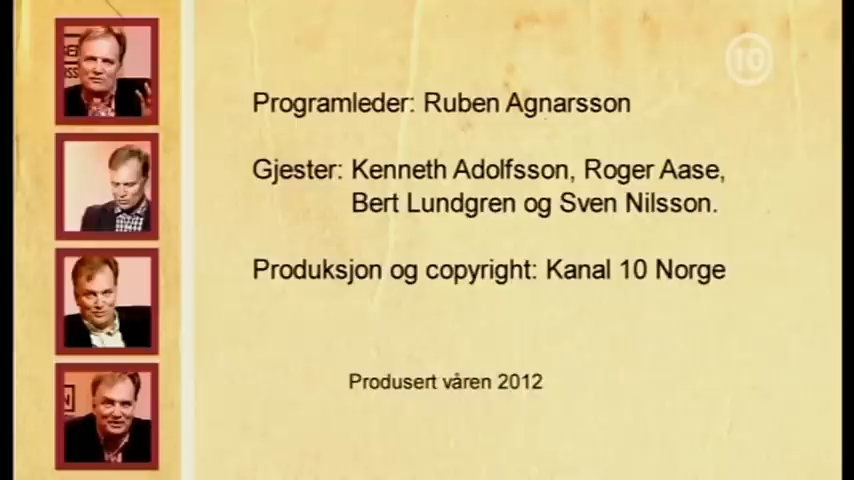 10
Programleder: Ruben Agnarsson
Gjester: Kenneth Adolfsson, Roger Aase,
Bert Lundgren og Sven Nilsson.
Produksjon og copyright: Kanal 10 Norge
Produsert våren 2012